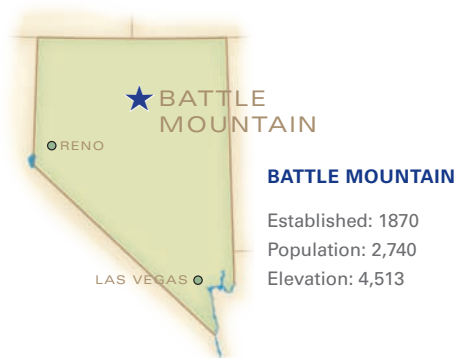 BATTLE
MOUNTAIN
RENO
BATTLE MOUNTAIN
Established: 1870
Population: 2,740
Elevation: 4,513
LAS VEGAS